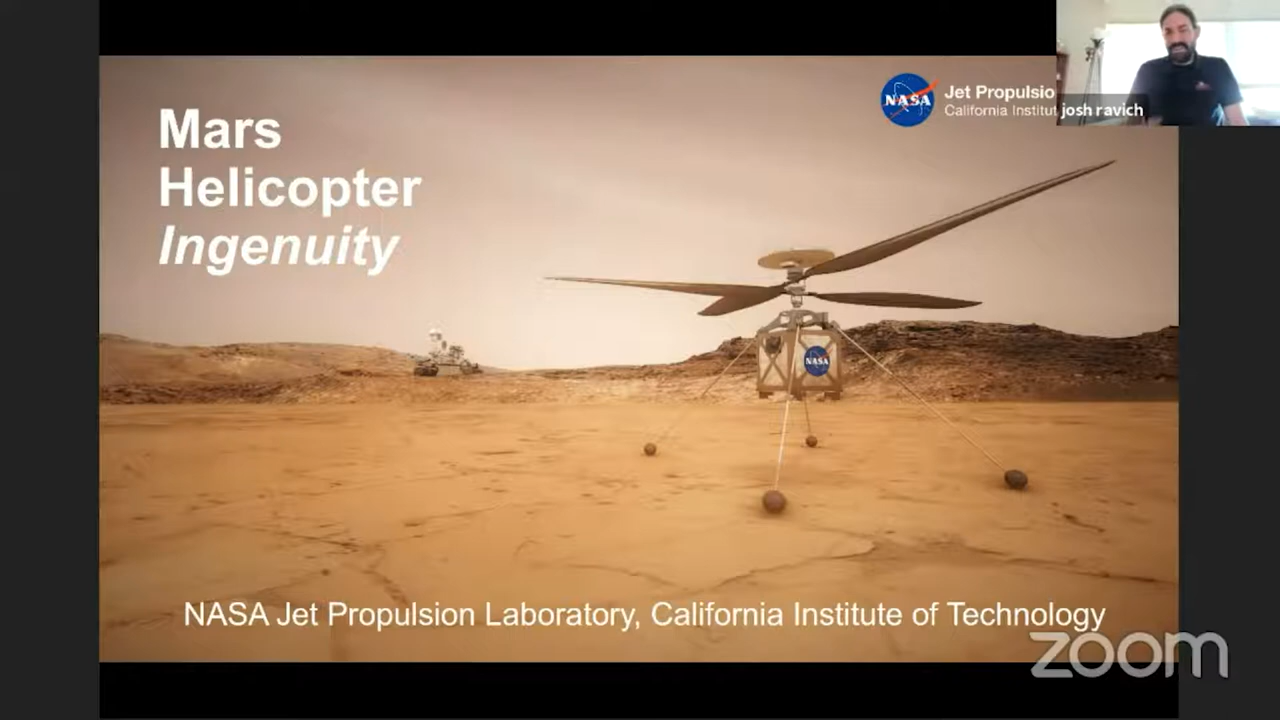 Mars
Helicopter
Ingenuity
NASA
Jet Propulsio
California Institut
josh ravich
NASA
NASA Jet Propulsion Laboratory, California Institute of Technology
zoom